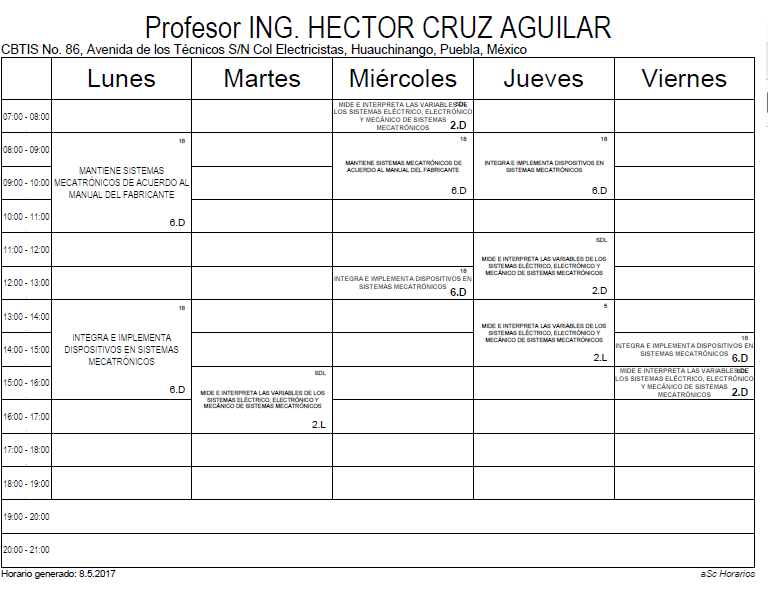 Profesor ING. HECTOR CRUZ AGUILAR
CBTIS No. 86, Avenida de los Técnicos S/N Col Electricistas, Huauchinango, Puebla, México
Lunes Martes Miércoles Jueves Viernes
07:00 - 08:00
SDL
MIDE E INTERPRETA LAS VARIABLES DE
LOS SISTEMAS ELÉCTRICO, ELECTRÓNICO
Y MECÁNICO DE SISTEMAS
MECATRÓNICOS
2.D
08:00 - 09:00
09:00 - 10:00
10:00 - 11:00
18
MANTIENE SISTEMAS
MECATRÓNICOS DE ACUERDO AL
MANUAL DEL FABRICANTE
6.D
18
MANTIENE SISTEMAS MECATRÓNICOS DE
ACUERDO AL MANUAL DEL FABRICANTE
6.D
18
INTEGRA E IMPLEMENTA DISPOSITIVOS EN
SISTEMAS MECATRÓNICOS
6.D
11:00 - 12:00
12:00 - 13:00
18
INTEGRA E IMPLEMENTA DISPOSITIVOS EN
SISTEMAS MECATRÓNICOS
6.D
SDL
MIDE E INTERPRETA LAS VARIABLES DE LOS
SISTEMAS ELÉCTRICO, ELECTRÓNICO Y
MECÁNICO DE SISTEMAS MECATRÓNICOS
2.D
13:00 - 14:00
14:00 - 15:00
15:00 - 16:00
16:00 - 17:00
18
INTEGRA E IMPLEMENTA
DISPOSITIVOS EN SISTEMAS
MECATRÓNICOS
6.D
SDL
MIDE E INTERPRETA LAS VARIABLES DE LOS
SISTEMAS ELÉCTRICO, ELECTRÓNICO Y
MECÁNICO DE SISTEMAS MECATRÓNICOS
2.L
5
MIDE E INTERPRETA LAS VARIABLES DE LOS
SISTEMAS ELÉCTRICO, ELECTRÓNICO Y
MECÁNICO DE SISTEMAS MECATRÓNICOS
2.L
18
INTEGRA E IMPLEMENTA DISPOSITIVOS EN
SISTEMAS MECATRÓNICOS
6.D
SDL
MIDE E INTERPRETA LAS VARIABLES DE
LOS SISTEMAS ELÉCTRICO, ELECTRÓNICO
Y MECÁNICO DE SISTEMAS
MECATRÓNICOS
2.D
17:00 - 18:00
18:00 - 19:00
19:00 - 20:00
20:00 - 21:00
Horario generado: 8.5.2017
aSc Horarios